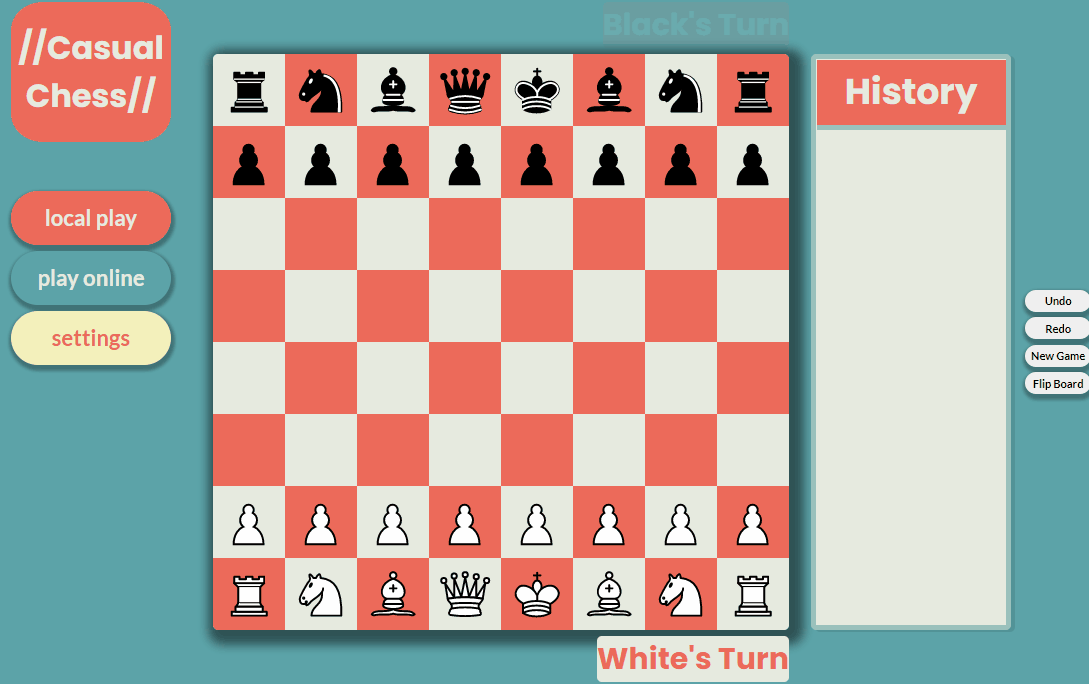 //Casual
Chess//
local play
play online
settings
Black's Turn
White's Turn
History
Undo
Redo
New Game
Flip Board